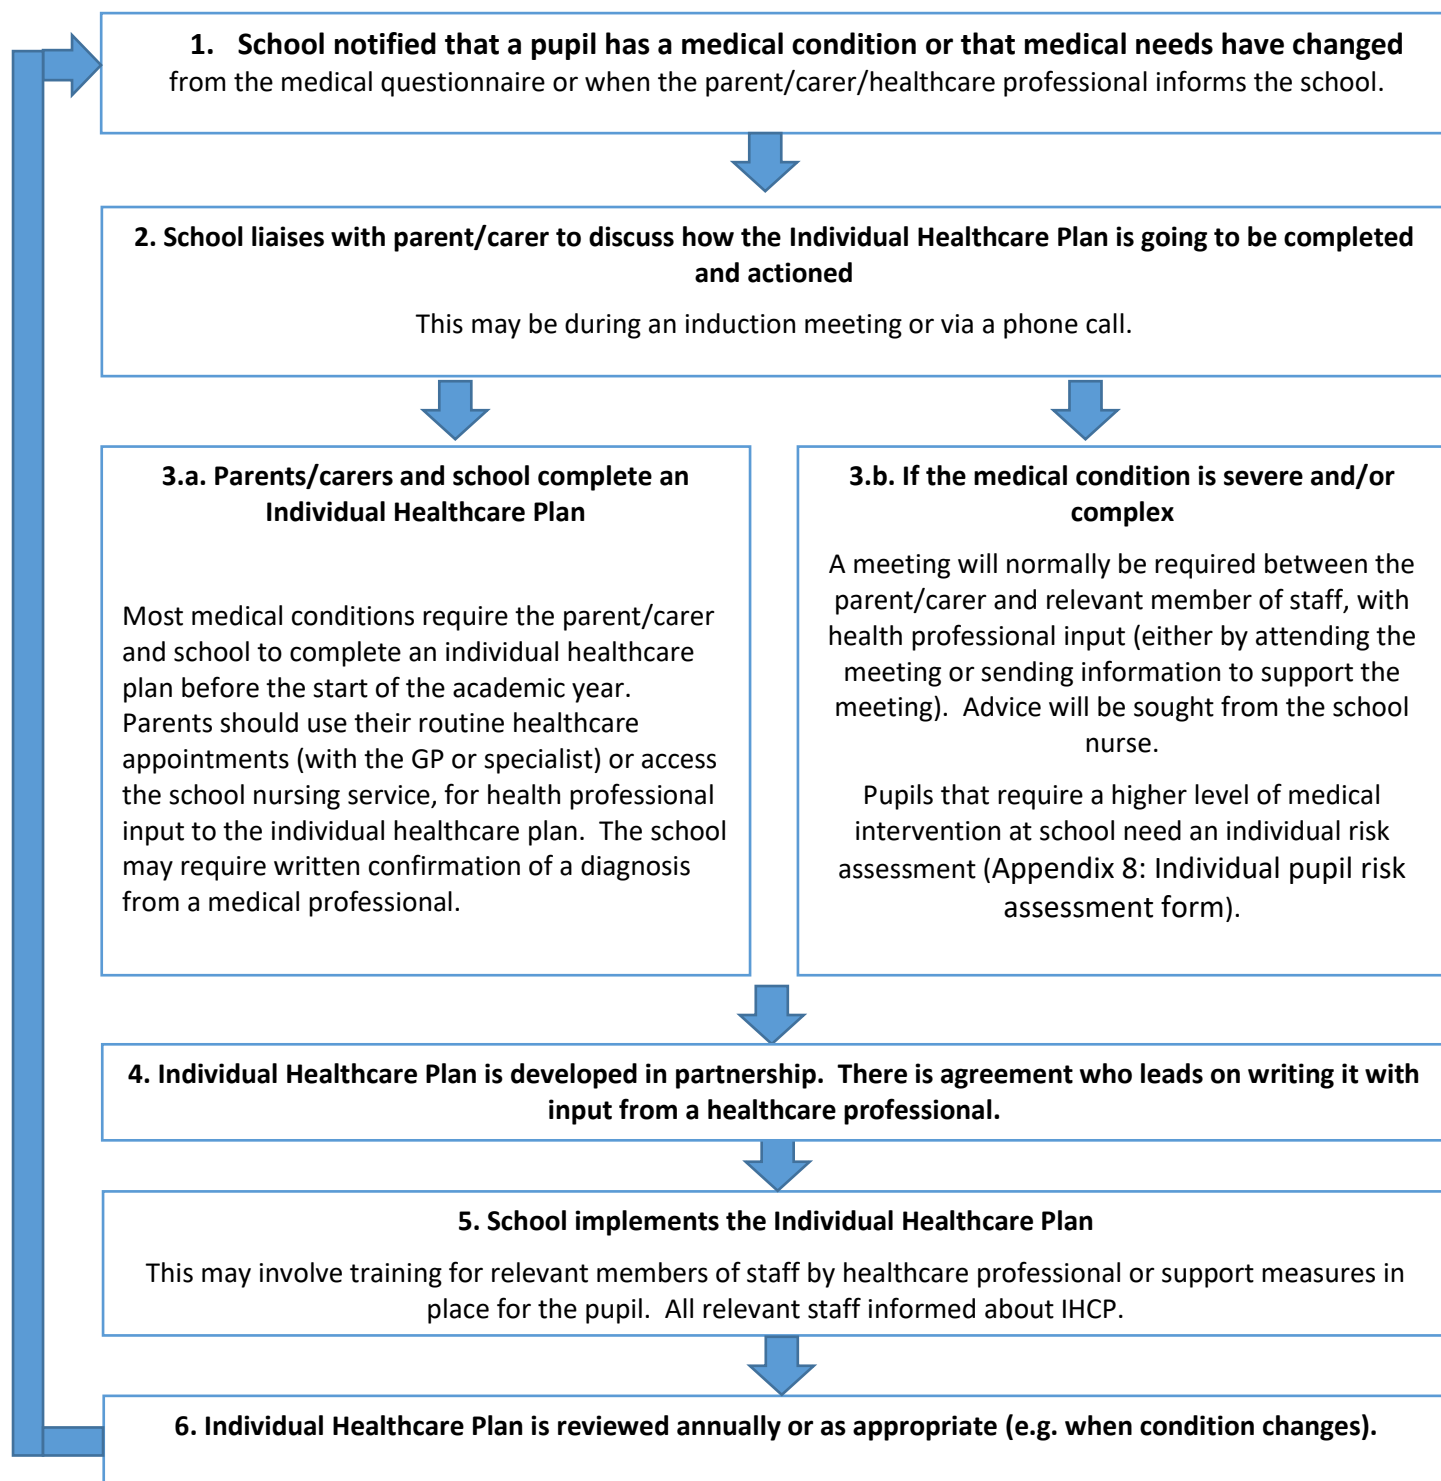 1. School notified that a pupil has a medical condition or that medical needs have changed
from the medical questionnaire or when the parent/carer/healthcare professional informs the school.
2. School liaises with parent/carer to discuss how the Individual Healthcare Plan is going to be completed
and actioned
This may be during an induction meeting or via a phone call.
3.a. Parents/carers and school complete an
Individual Healthcare Plan
Most medical conditions require the parent/carer
and school to complete an individual healthcare
plan before the start of the academic year.
Parents should use their routine healthcare
appointments (with the GP or specialist) or access
the school nursing service, for health professional
input to the individual healthcare plan.  The school
may require written confirmation of a diagnosis
from a medical professional.
3.b. If the medical condition is severe and/or
complex
A meeting will normally be required between the
parent/carer and relevant member of staff, with
health professional input (either by attending the
meeting or sending information to support the
meeting).  Advice will be sought from the school
nurse.
Pupils that require a higher level of medical
intervention at school need an individual risk
assessment (Appendix 8: Individual pupil risk
assessment form).
4. Individual Healthcare Plan is developed in partnership.  There is agreement who leads on writing it with
input from a healthcare professional.
5. School implements the Individual Healthcare Plan
This may involve training for relevant members of staff by healthcare professional or support measures in
place for the pupil.  All relevant staff informed about IHCP.
6. Individual Healthcare Plan is reviewed annually or as appropriate (e.g. when condition changes).